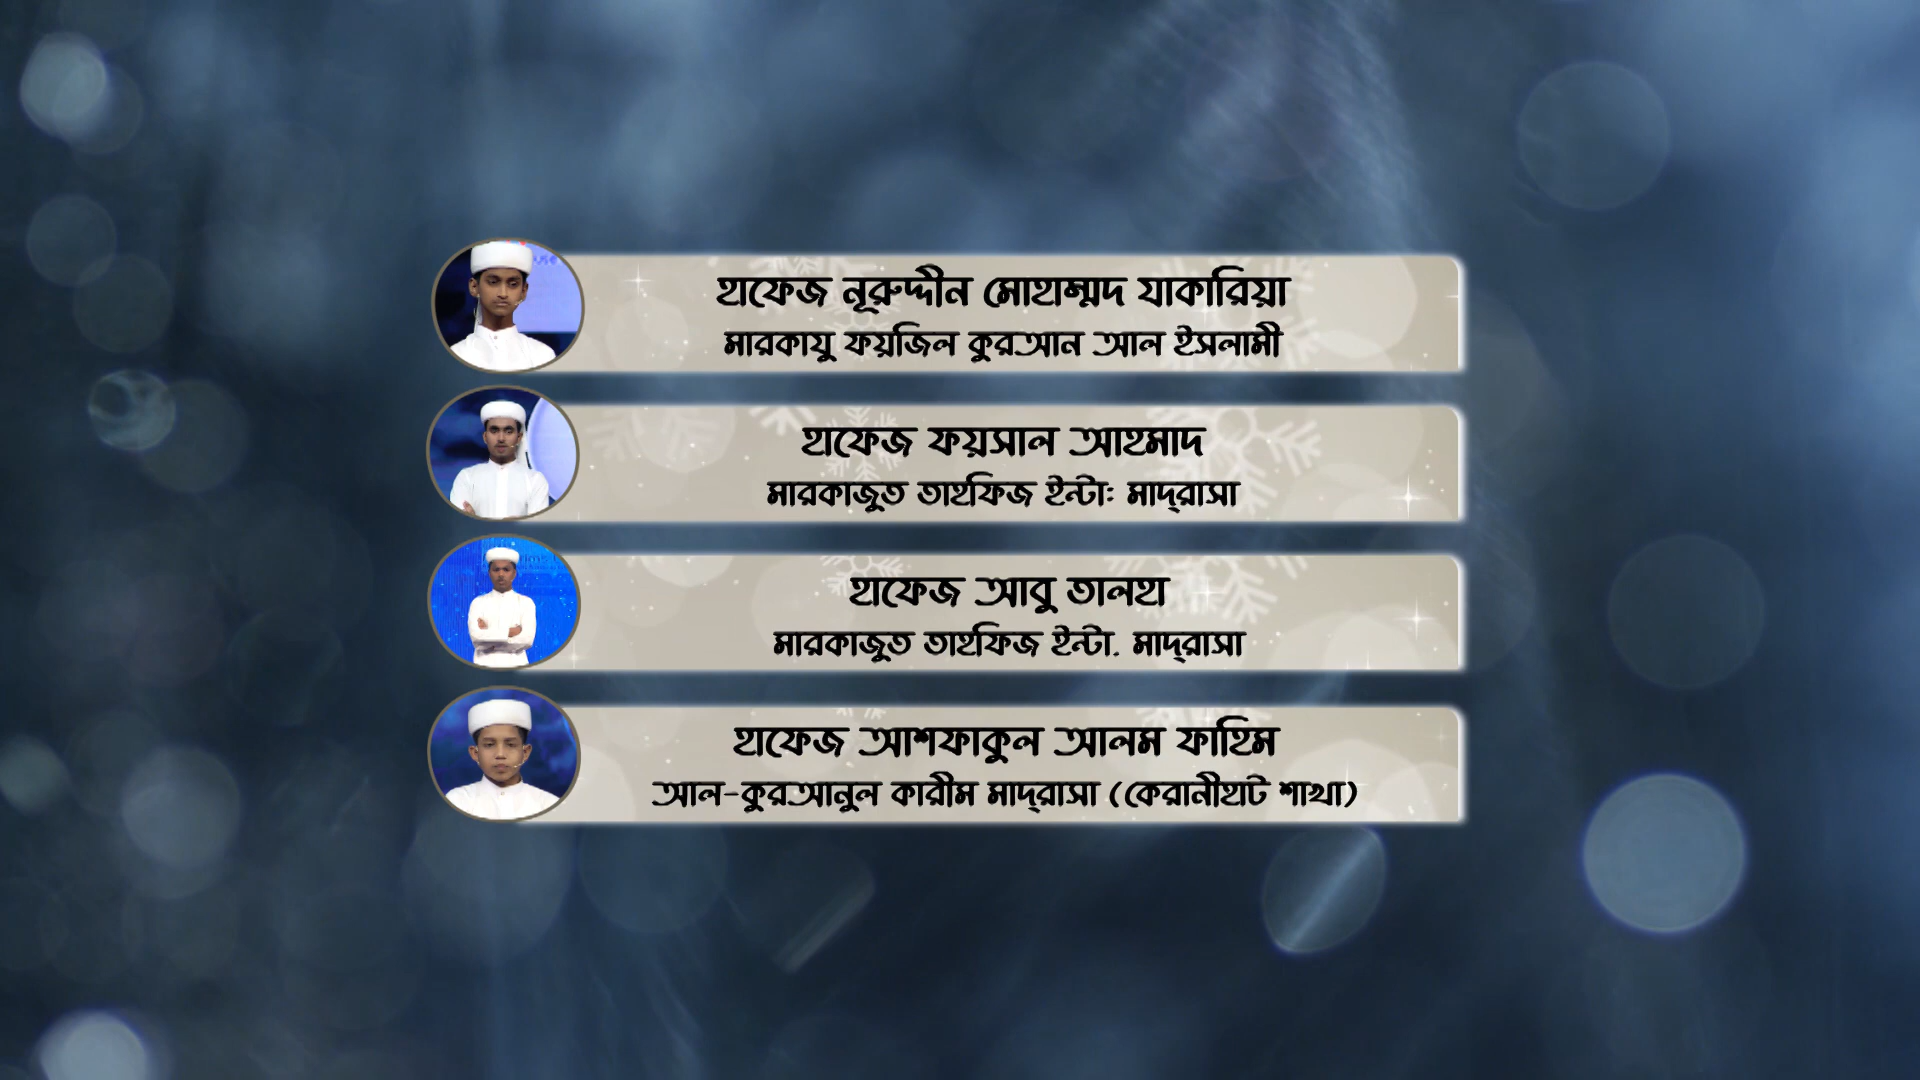 হাফেজ নূরুদ্দীন মোহাম্মদ যাকারিয়া
মারকাযু ফয়জিল কুরআন আল ইসলামী
হাফেজ ফয়সাল আহমাদ
মারকাজুত তাহফিজ ইন্টাঃ মাদ্‌রাসা
হাফেজ আবু তালহা
মারকাজুত তাহফিজ ইন্টা. মাদ্‌রাসা
হাফেজ আশফাকুল আলম ফাহিম
আল-কুরআনুল কারীম মাদ্‌রাসা (কেরানীহাট শাখা)